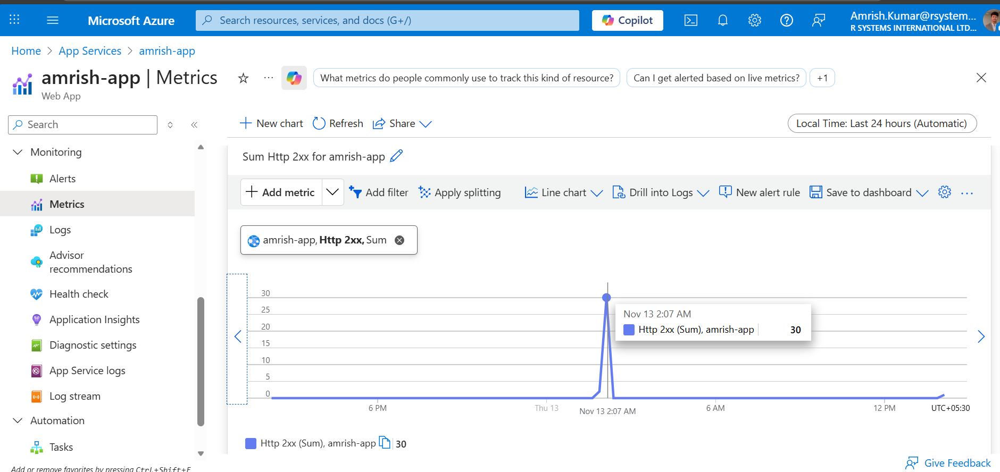 Microsoft Azure
Search resources, services, and docs (G+/)
Copilot
Amrish.Kumar@rsystem...
R SYSTEMS INTERNATIONAL LTD...
Home > App Services > amrish-app
amrish-app | Metrics
Web App
What metrics do people commonly use to track this kind of resource?
Can I get alerted based on live metrics?
+1
Search
Monitoring
Alerts
Metrics
Logs
Advisor
recommendations
Health check
Application Insights
Diagnostic settings
App Service logs
Log stream
Automation
Tasks
Add or remove favorites by pressing Ctrl+Shift+F
New chart
Refresh
Share
Local Time: Last 24 hours (Automatic)
Sum Http 2xx for amrish-app
Add metric
Add filter
Apply splitting
Line chart
Drill into Logs
New alert rule
Save to dashboard
amrish-app, Http 2xx, Sum
30
25
20
15
10
5
0
Nov 13 2:07 AM
Http 2xx (Sum), amrish-app 30
6 PM
Thu 13
Nov 13 2:07 AM
6 AM
12 PM
UTC+05:30
Http 2xx (Sum), amrish-app 30
Give Feedback